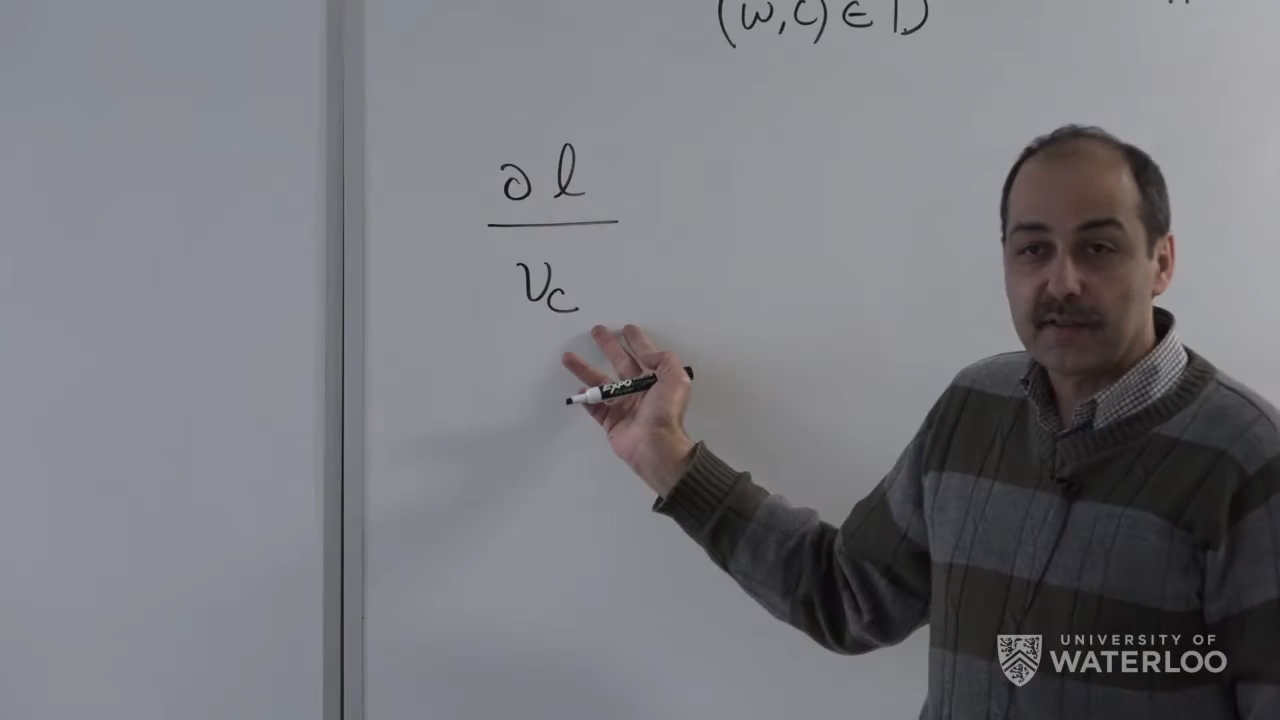 (w,c) ∈ D
∂ l
v_c
EXPO
UNIVERSITY OF
WATERLOO